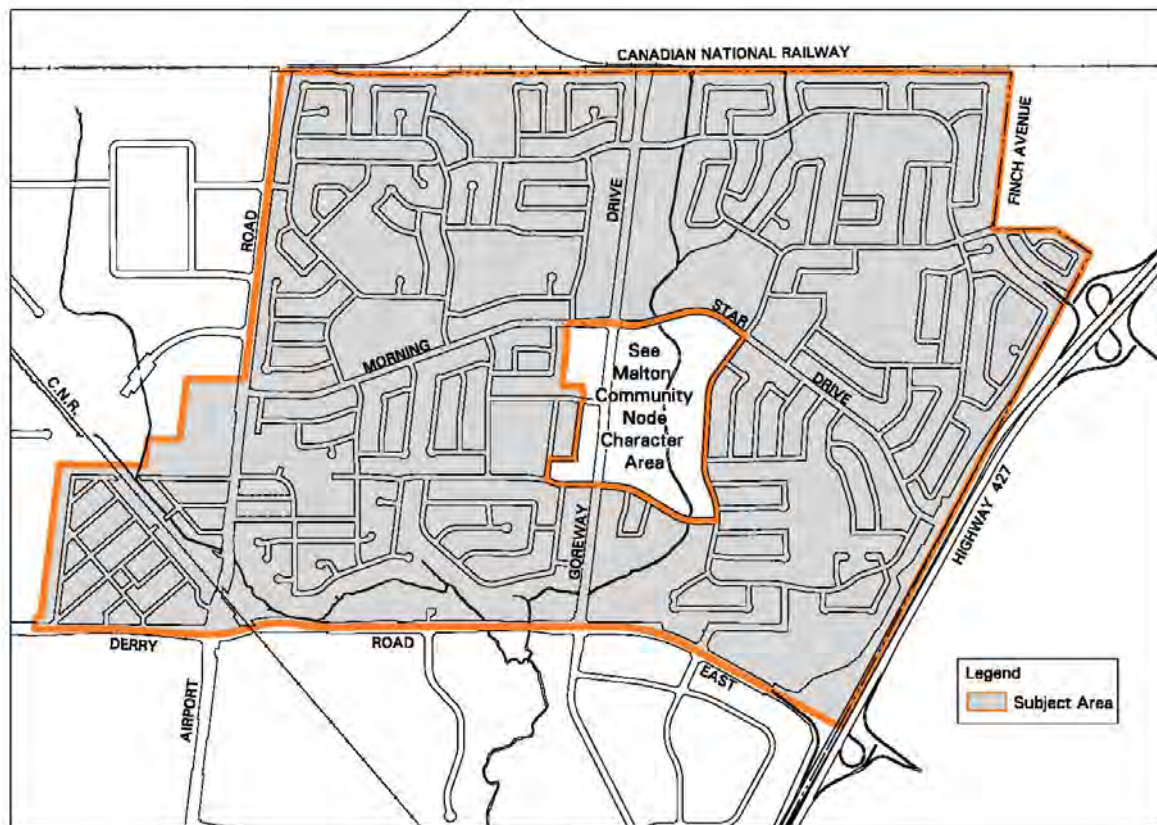 CANADIAN NATIONAL RAILWAY
FINCH AVENUE
ROAD
DRIVE
STAR
MORNING
DRIVE
See
Malton
Community
Node
Character
Area
C.N.R.
HIGHWAY 427
GOREWAY
DERRY
ROAD
EAST
AIRPORT
Legend
Subject Area